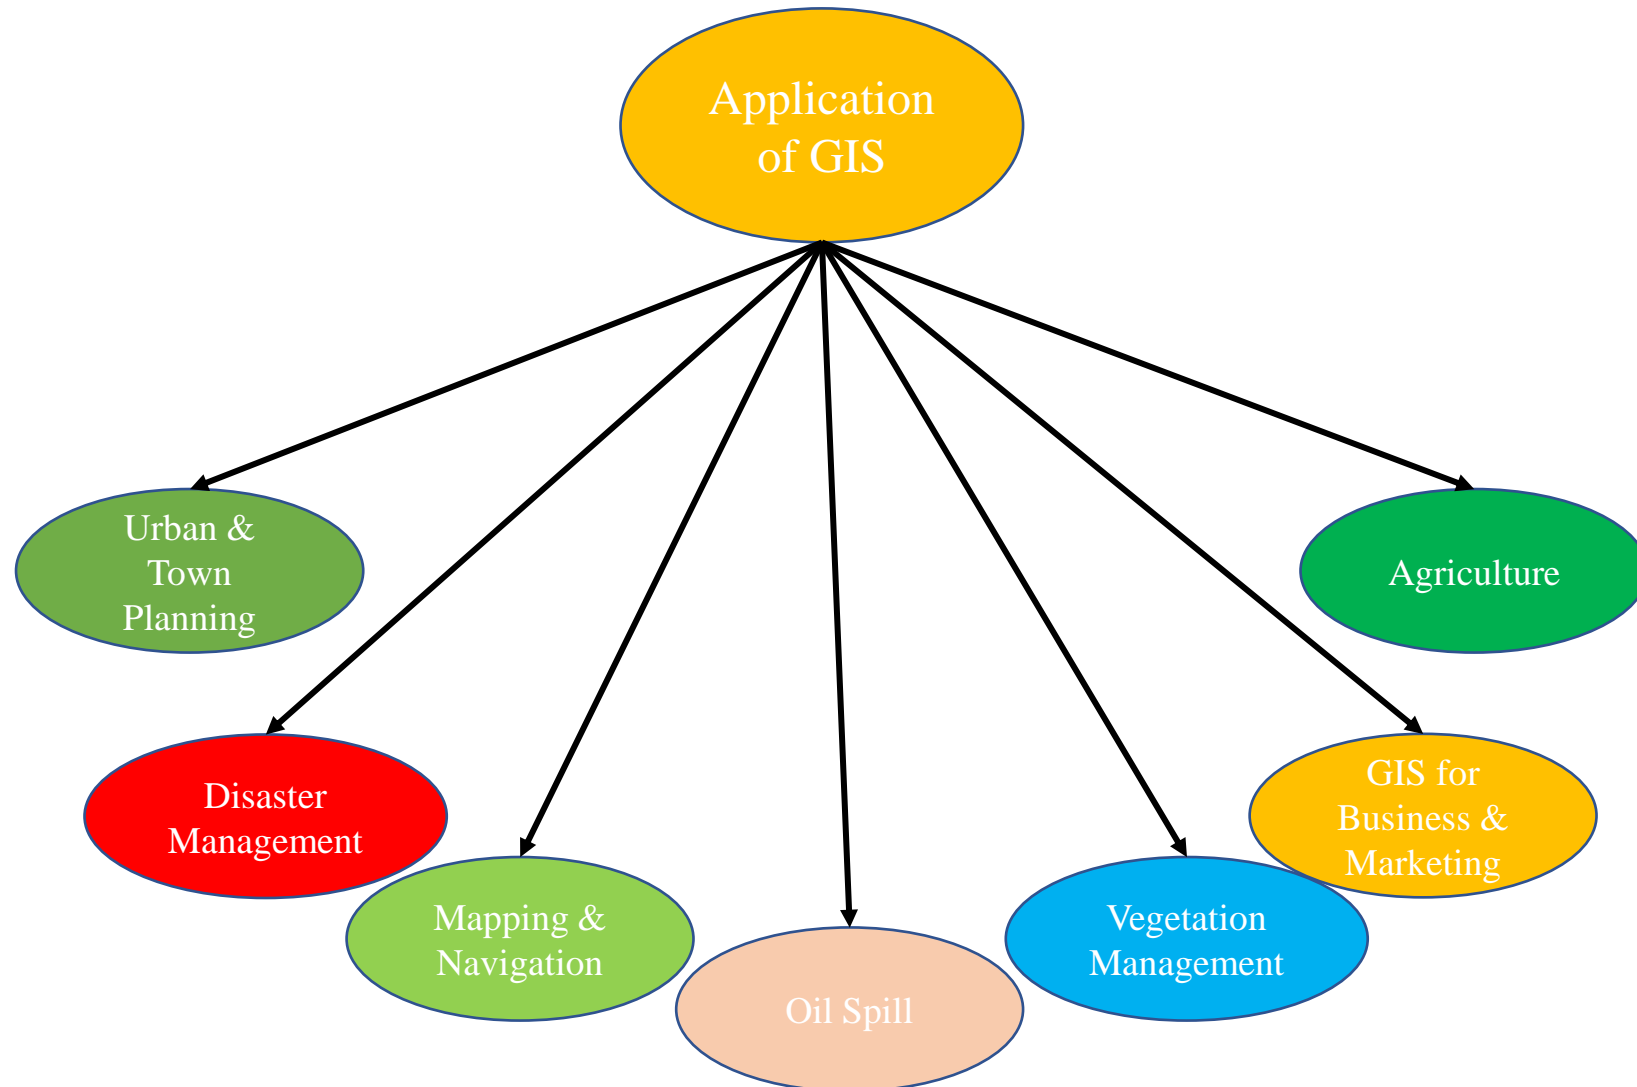 Application
of GIS
Urban &
Town
Planning
Agriculture
Disaster
Management
GIS for
Business &
Marketing
Mapping &
Navigation
Vegetation
Management
Oil Spill